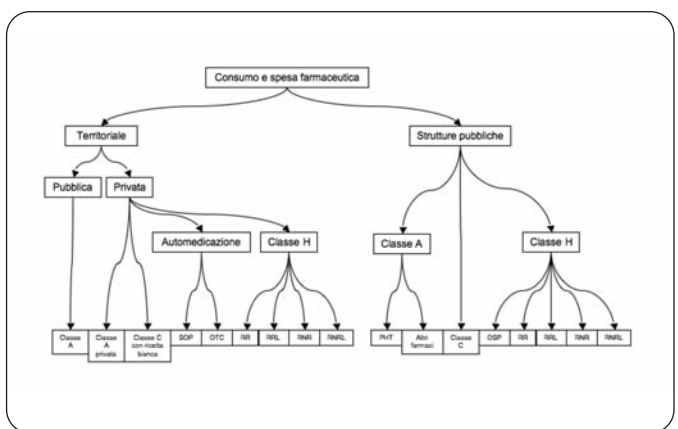 Consumo e spesa farmaceutica
Territoriale
Strutture pubbliche
Pubblica
Privata
Automedicazione
Classe H
Classe A
Classe H
Classe
A
Classe
A
privata
Classe C
con ricetta
bianca
SOP
OTC
RR
RRL
RNR
RNRL
PHT
Altri
farmaci
Classe
C
OSP
RR
RRL
RNR
RNRL